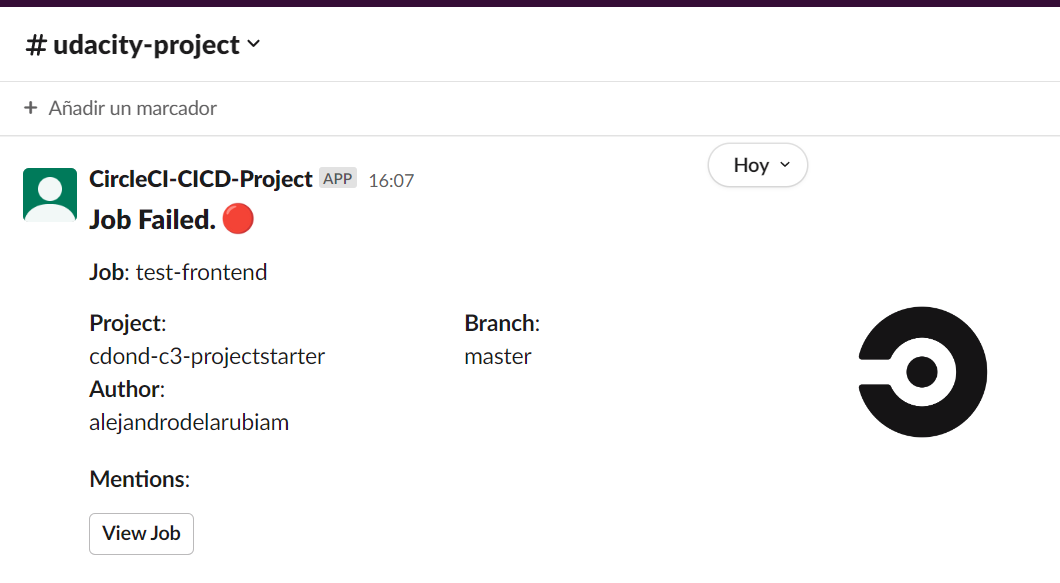 # udacity-project
+ Añadir un marcador
Hoy
CircleCI-CICD-Project APP 16:07
Job Failed. 🔴
Job: test-frontend
Project:
cdond-c3-projectstarter
Branch:
master
Author:
alejandrodelarubiam
Mentions:
View Job